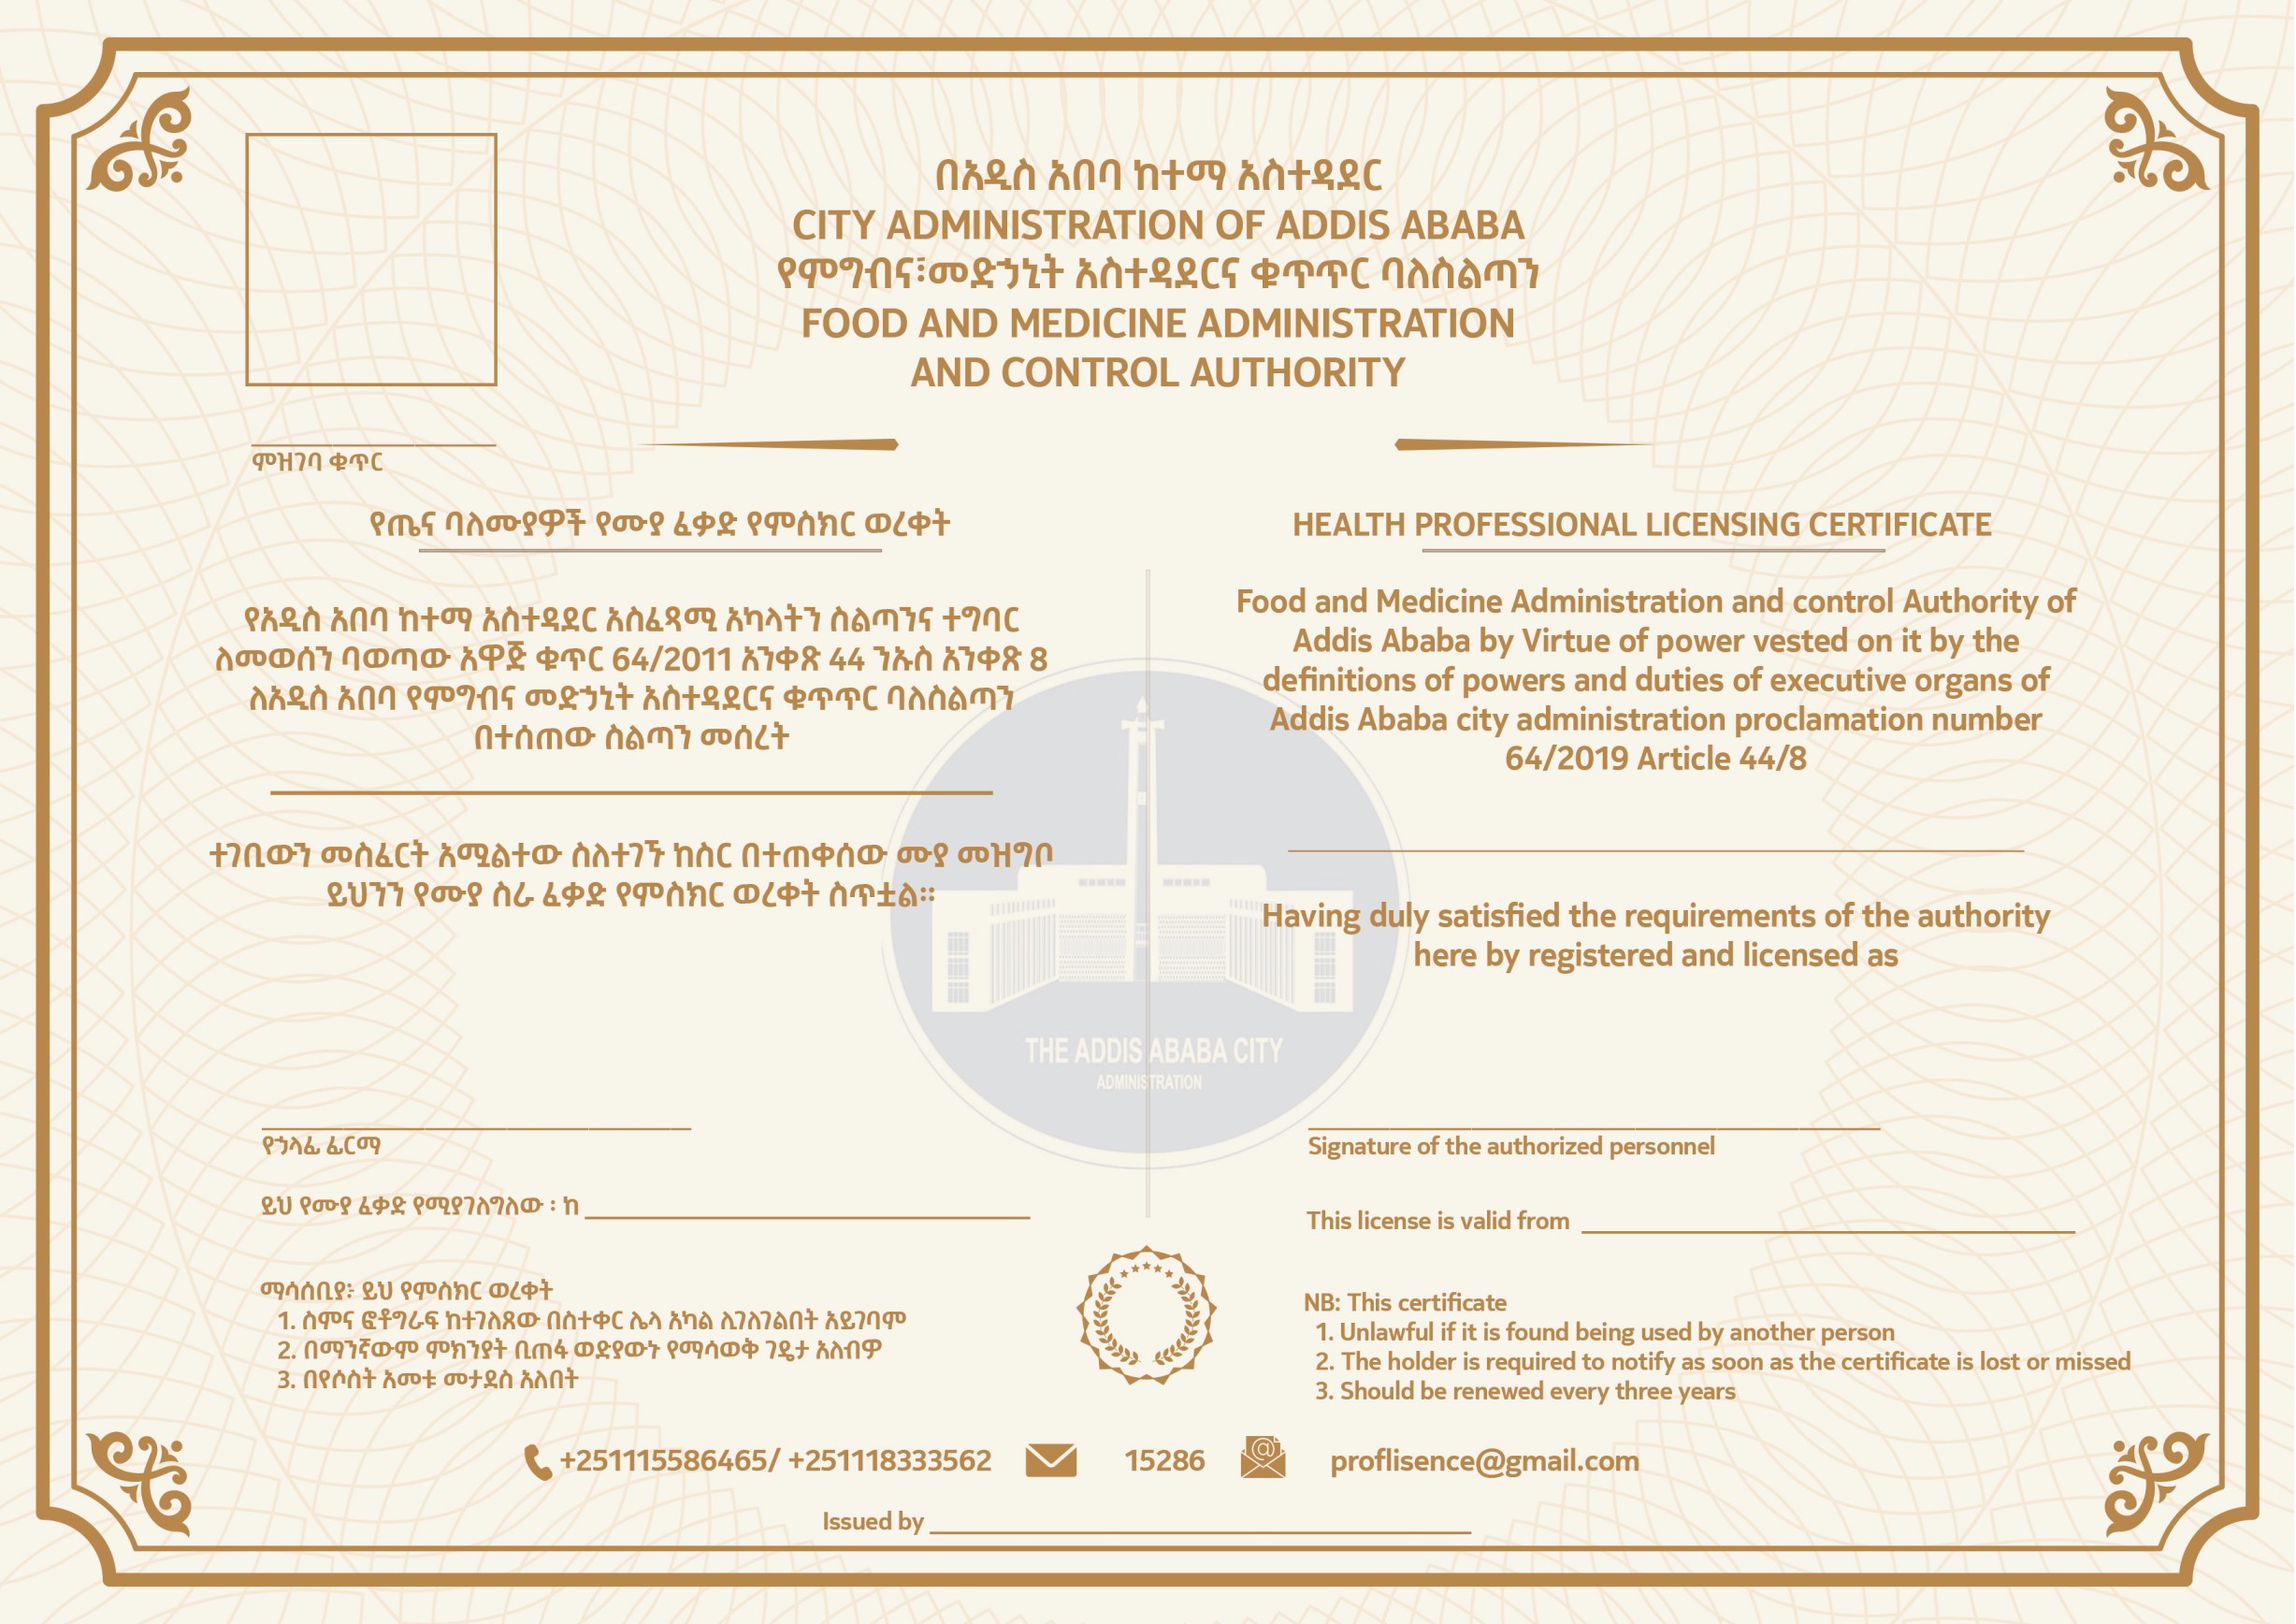 በአዲስ አበባ ከተማ አስተዳደር
CITY ADMINISTRATION OF ADDIS ABABA
የምግብና፣መድኃኒት አስተዳደርና ቁጥጥር ባለስልጣን
FOOD AND MEDICINE ADMINISTRATION
AND CONTROL AUTHORITY
ምዝገባ ቁጥር
የጤና ባለሙያዎች የሙያ ፈቃድ የምስክር ወረቀት
የአዲስ አበባ ከተማ አስተዳደር አስፈጻሚ አካላትን ስልጣንና ተግባር
ለመወሰን ባወጣው አዋጅ ቁጥር 64/2011 አንቀጽ 44 ንኡስ አንቀጽ 8
ለአዲስ አበባ የምግብና መድኃኒት አስተዳደርና ቁጥጥር ባለስልጣን
በተሰጠው ስልጣን መሰረት
ተገቢውን መስፈርት አሟልተው ስለተገኙ ከስር በተጠቀሰው ሙያ መዝግቦ
ይህንን የሙያ ስራ ፈቃድ የምስክር ወረቀት ስጥቷል።
የኃላፊ ፊርማ
ይህ የሙያ ፈቃድ የሚያገለግለው ፡ ከ
ማሳሰቢያ፦ ይህ የምስክር ወረቀት
1. ስምና ፎቶግራፍ ከተገለጸው በስተቀር ሌላ አካል ሊገለገልበት አይገባም
2. በማንኛውም ምክንያት ቢጠፋ ወድያውኑ የማሳወቅ ገዴታ አለብዎ
3. በየሶስት አመቱ መታደስ አለበት
HEALTH PROFESSIONAL LICENSING CERTIFICATE
Food and Medicine Administration and control Authority of
Addis Ababa by Virtue of power vested on it by the
definitions of powers and duties of executive organs of
Addis Ababa city administration proclamation number
64/2019 Article 44/8
Having duly satisfied the requirements of the authority
here by registered and licensed as
Signature of the authorized personnel
This license is valid from
NB: This certificate
1. Unlawful if it is found being used by another person
2. The holder is required to notify as soon as the certificate is lost or missed
3. Should be renewed every three years
THE ADDIS ABABA CITY
ADMINISTRATION
+251115586465/ +251118333562 15286 proflisence@gmail.com
Issued by